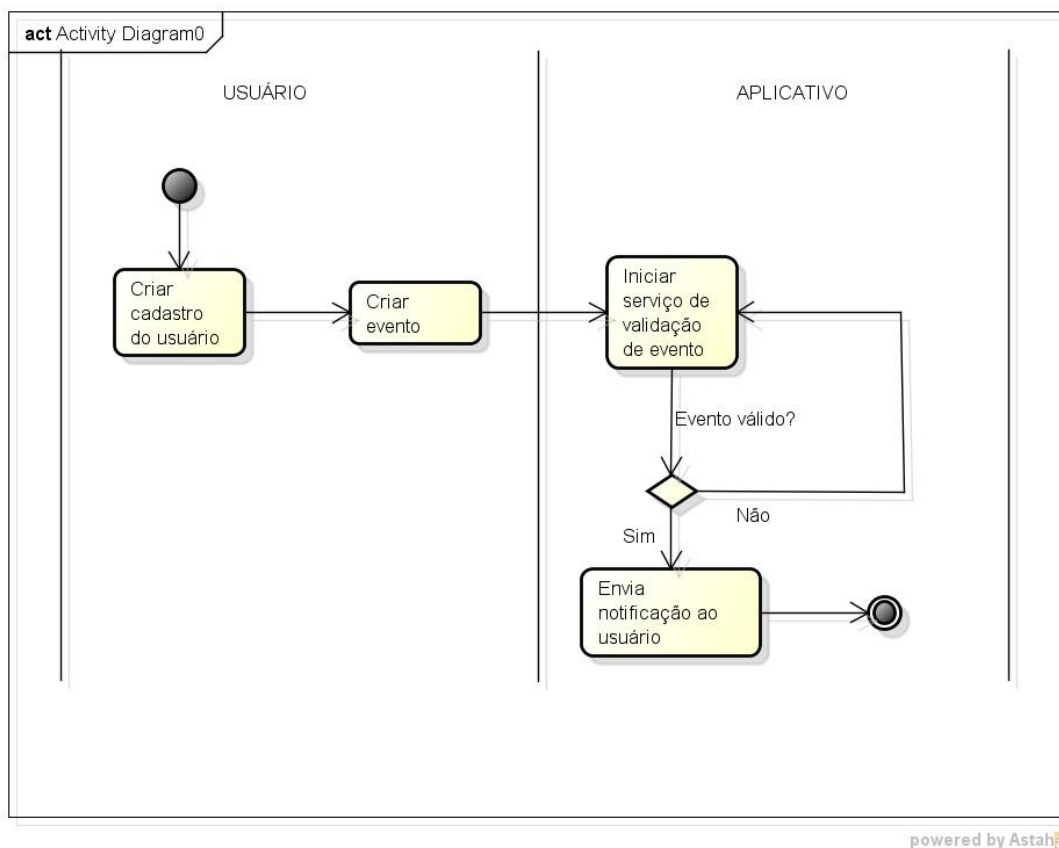 act Activity Diagram0
USUÁRIO
APLICATIVO
Criar
cadastro
do usuário
Criar
evento
Iniciar
serviço de
validação
de evento
Evento válido?
Não
Sim
Envia
notificação ao
usuário
powered by Astah